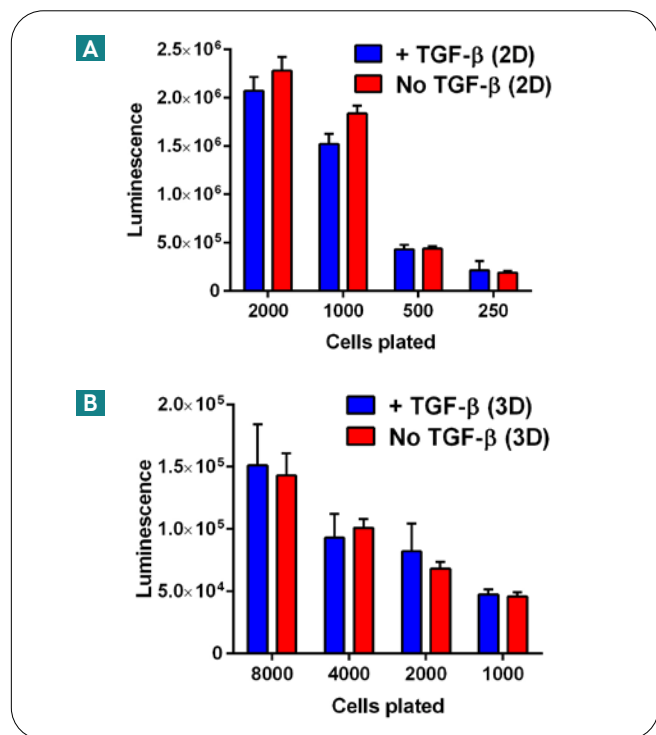 A
+ TGF-β (2D)
No TGF-β (2D)
Luminescence
2.5×10⁶
2.0×10⁶
1.5×10⁶
1.0×10⁶
5.0×10⁵
0
2000 1000 500 250
Cells plated
B
+ TGF-β (3D)
No TGF-β (3D)
Luminescence
2.0×10⁵
1.5×10⁵
1.0×10⁵
5.0×10⁴
0
8000 4000 2000 1000
Cells plated